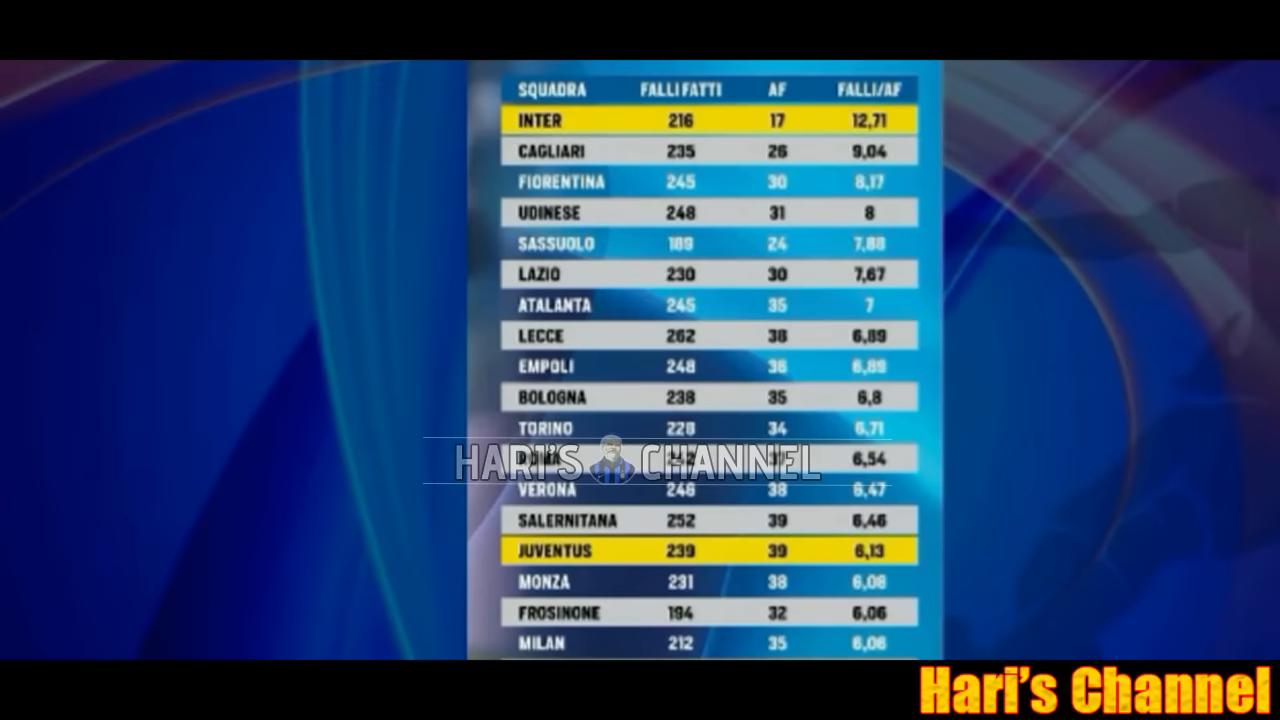 SQUADRA FALLI FATTI AF FALLI/AF
INTER 216 17 12,71
CAGLIARI 235 26 9,04
FIORENTINA 245 30 8,17
UDINESE 248 31 8
SASSUOLO 189 24 7,88
LAZIO 230 30 7,67
ATALANTA 245 35 7
LECCE 262 38 6,89
EMPOLI 248 36 6,89
BOLOGNA 238 35 6,8
TORINO 228 34 6,71
ROMA 242 37 6,54
HARI'S CHANNEL
VERONA 246 38 6,47
SALERNITANA 252 39 6,46
JUVENTUS 239 39 6,13
MONZA 231 38 6,08
FROSINONE 194 32 6,06
MILAN 212 35 6,06
Hari's Channel